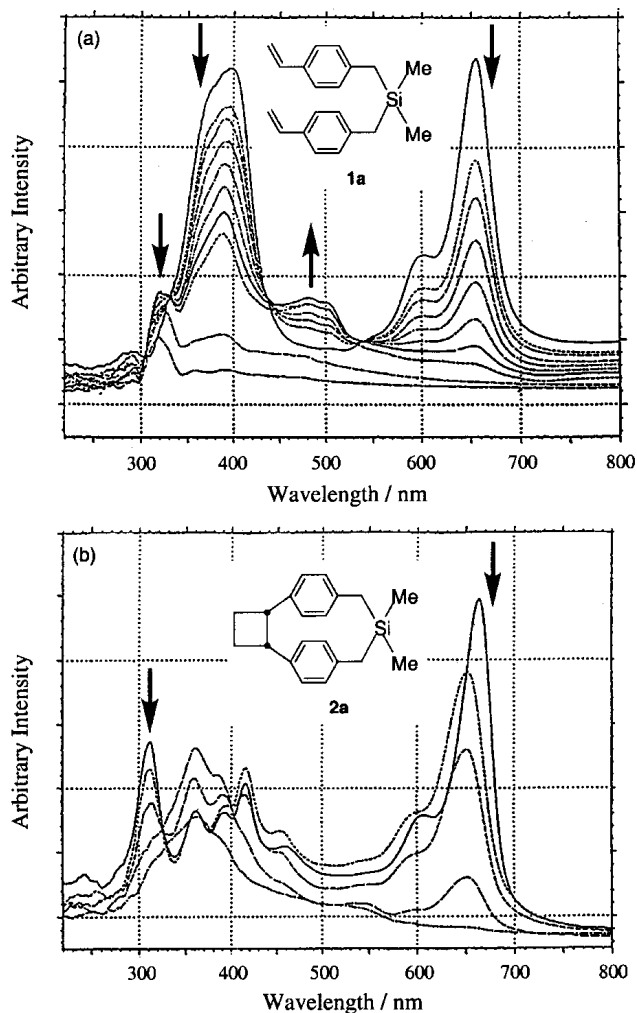 (a)
Me
Si
Me
1a
Arbitrary Intensity
300 400 500 600 700 800
Wavelength / nm
(b)
Me
Si
Me
2a
Arbitrary Intensity
300 400 500 600 700 800
Wavelength / nm